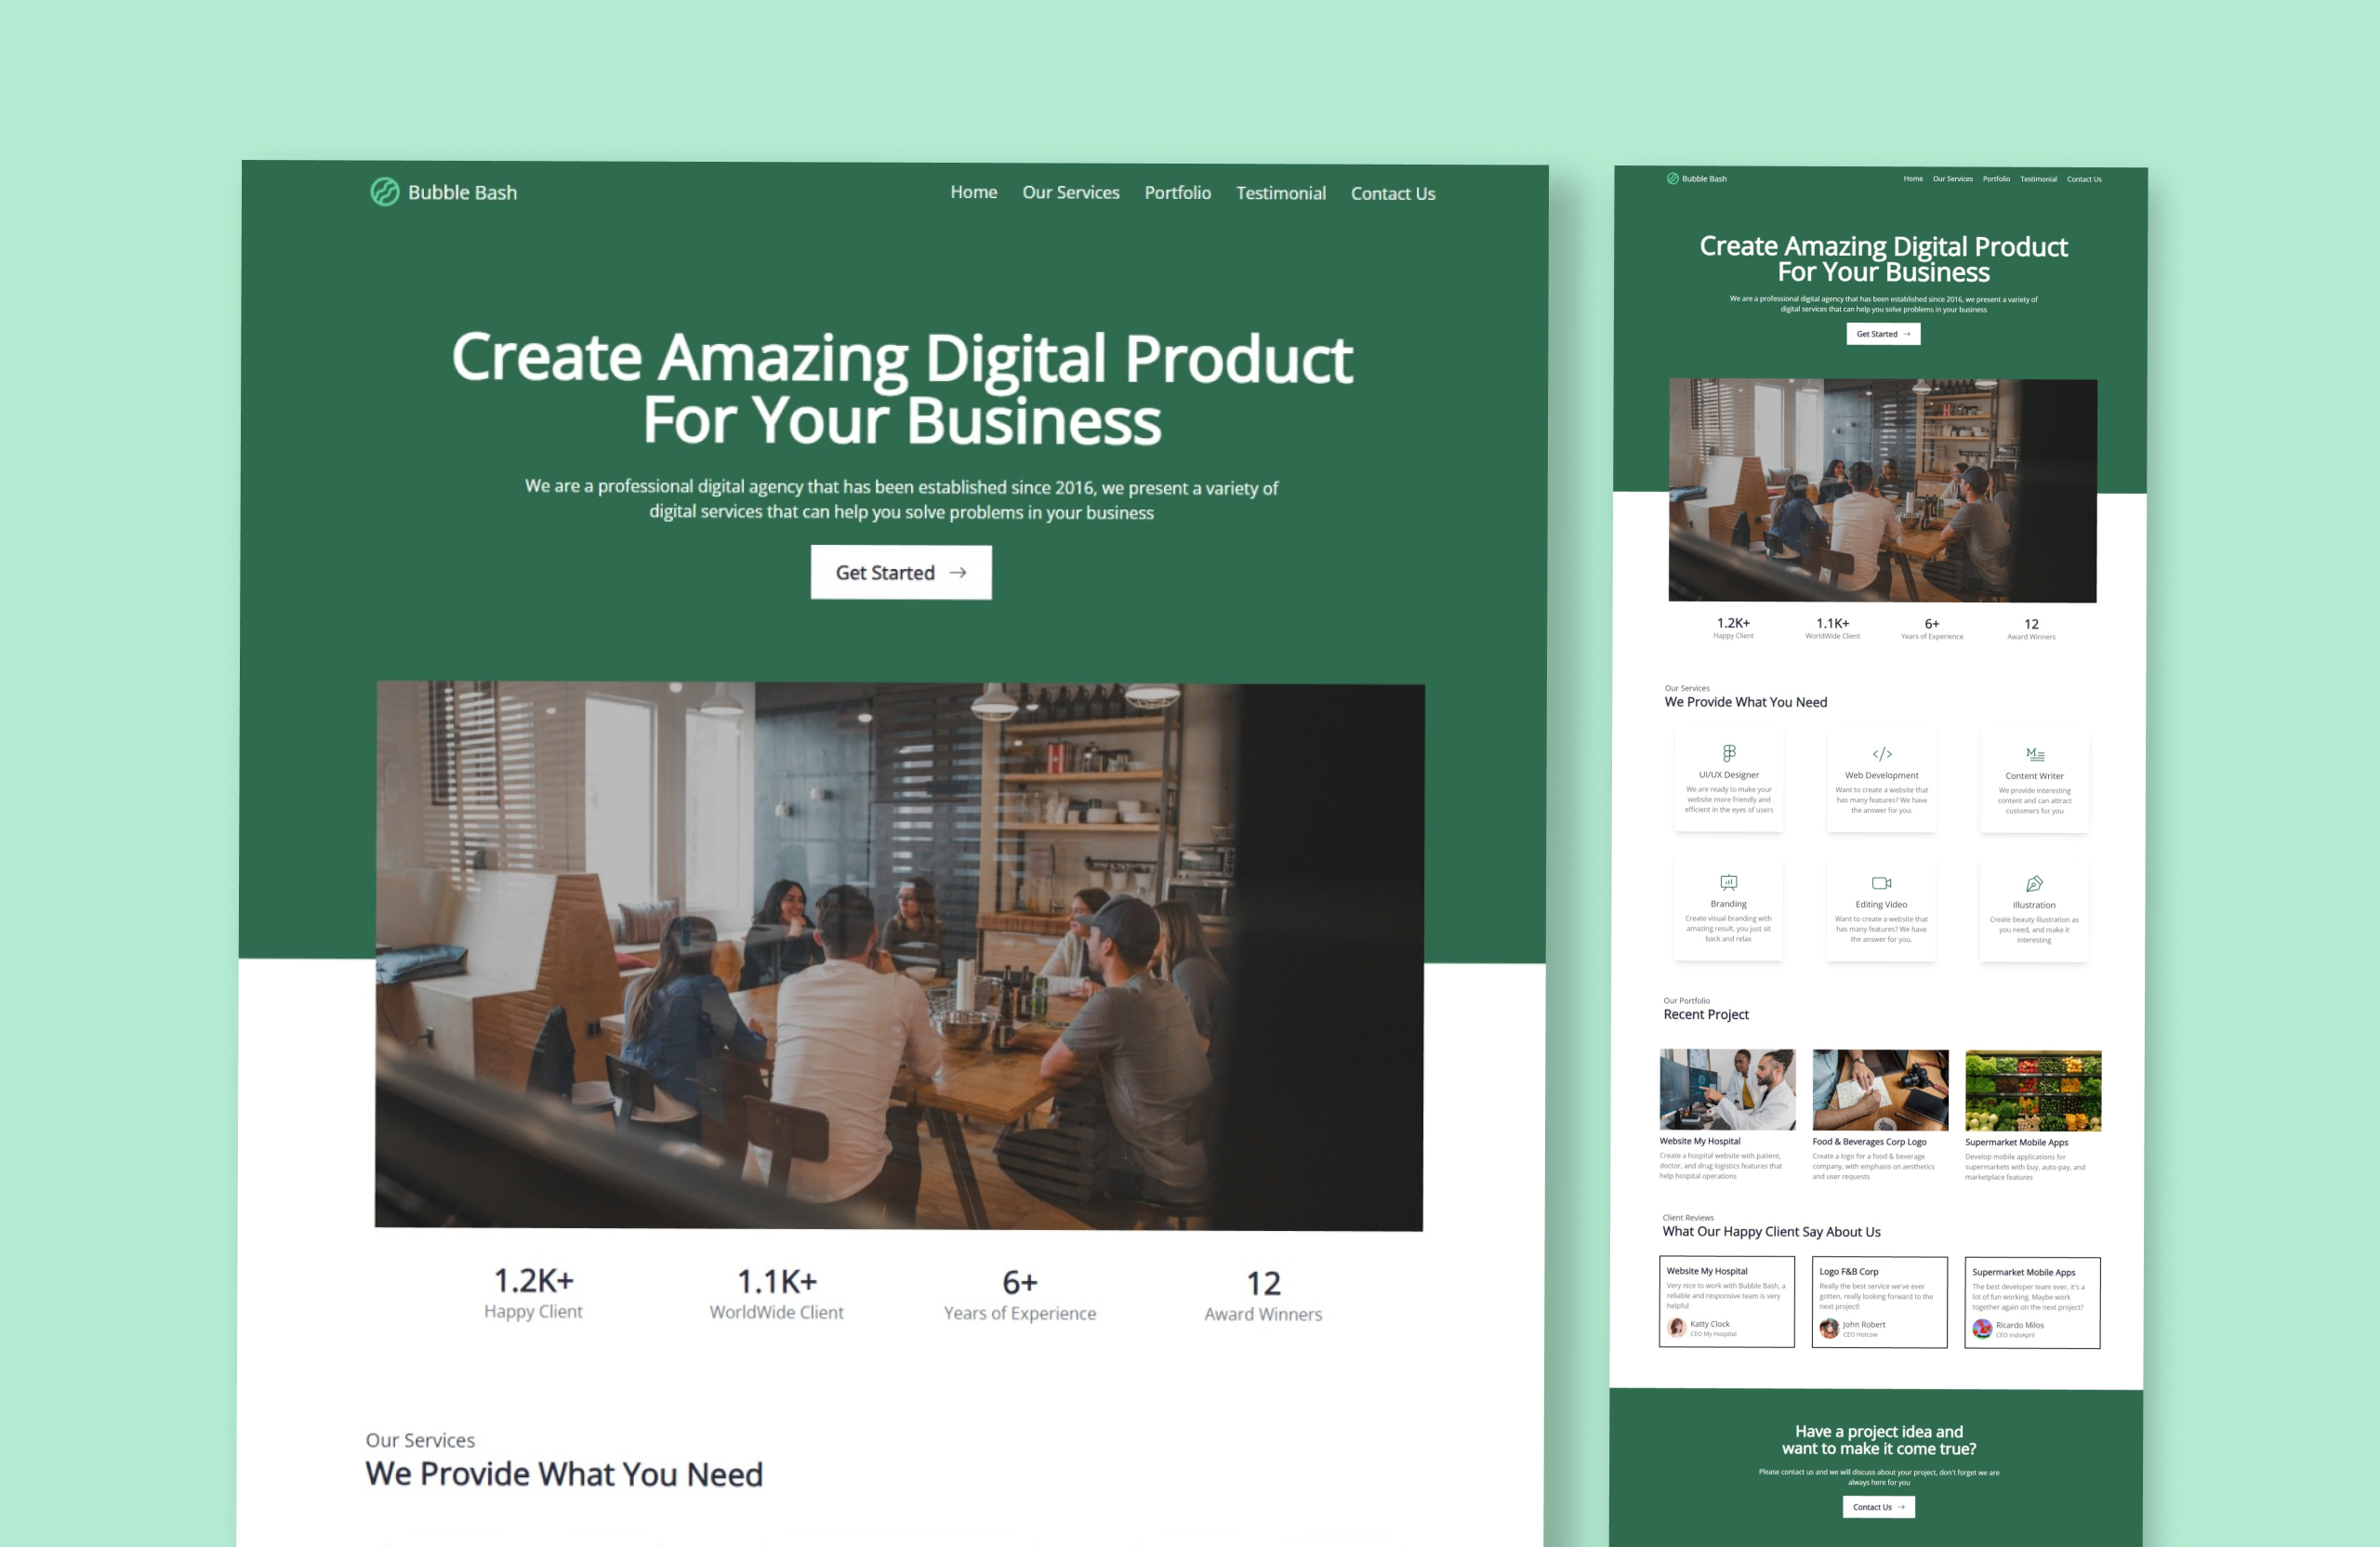 Bubble Bash
Home Our Services Portfolio Testimonial Contact Us
Create Amazing Digital Product
For Your Business
We are a professional digital agency that has been established since 2016, we present a variety of
digital services that can help you solve problems in your business
Get Started →
1.2K+ 1.1K+ 6+ 12
Happy Client WorldWide Client Years of Experience Award Winners
Our Services
We Provide What You Need
Bubble Bash
Home Our Services Portfolio Testimonial Contact Us
Create Amazing Digital Product
For Your Business
We are a professional digital agency that has been established since 2016, we present a variety of
digital services that can help you solve problems in your business
Get Started →
1.2K+ 1.1K+ 6+ 12
Happy Client WorldWide Client Years of Experience Award Winners
Our Services
We Provide What You Need
UI/UX Designer
We are ready to make your
website more friendly and
efficient in the eyes of users
Web Development
Want to create a website that
has many features? We have
the answer for you.
Content Writer
We provide interesting
content and can attract
customers for you
Branding
Create visual branding with
amazing result, you just sit
back and relax
Editing Video
Want to create a website that
has many features? We have
the answer for you.
Illustration
Create beauty illustration as
you need, and make it
interesting
Our Portfolio
Recent Project
Website My Hospital
Create a hospital website with patient,
doctor, and drug logistics features that
help hospital operations
Food & Beverages Corp Logo
Create a logo for a food & beverage
company, with emphasis on aesthetics
and user requests
Supermarket Mobile Apps
Develop mobile applications for
supermarkets with buy, auto-pay, and
marketplace features
Client Reviews
What Our Happy Client Say About Us
Website My Hospital
Very nice to work with Bubble Bash, a
reliable and responsive team is very
helpful
Katty Clock
CEO My Hospital
Logo F&B Corp
Really the best service we've ever
gotten, really looking forward to the
next project!
John Robert
CEO Hotcow
Supermarket Mobile Apps
The best developer team ever, it's a
lot of fun working. Maybe work
together again on the next project?
Ricardo Milos
CEO IndoApril
Have a project idea and
want to make it come true?
Please contact us and we will discuss about your project, don't forget we are
always here for you
Contact Us →